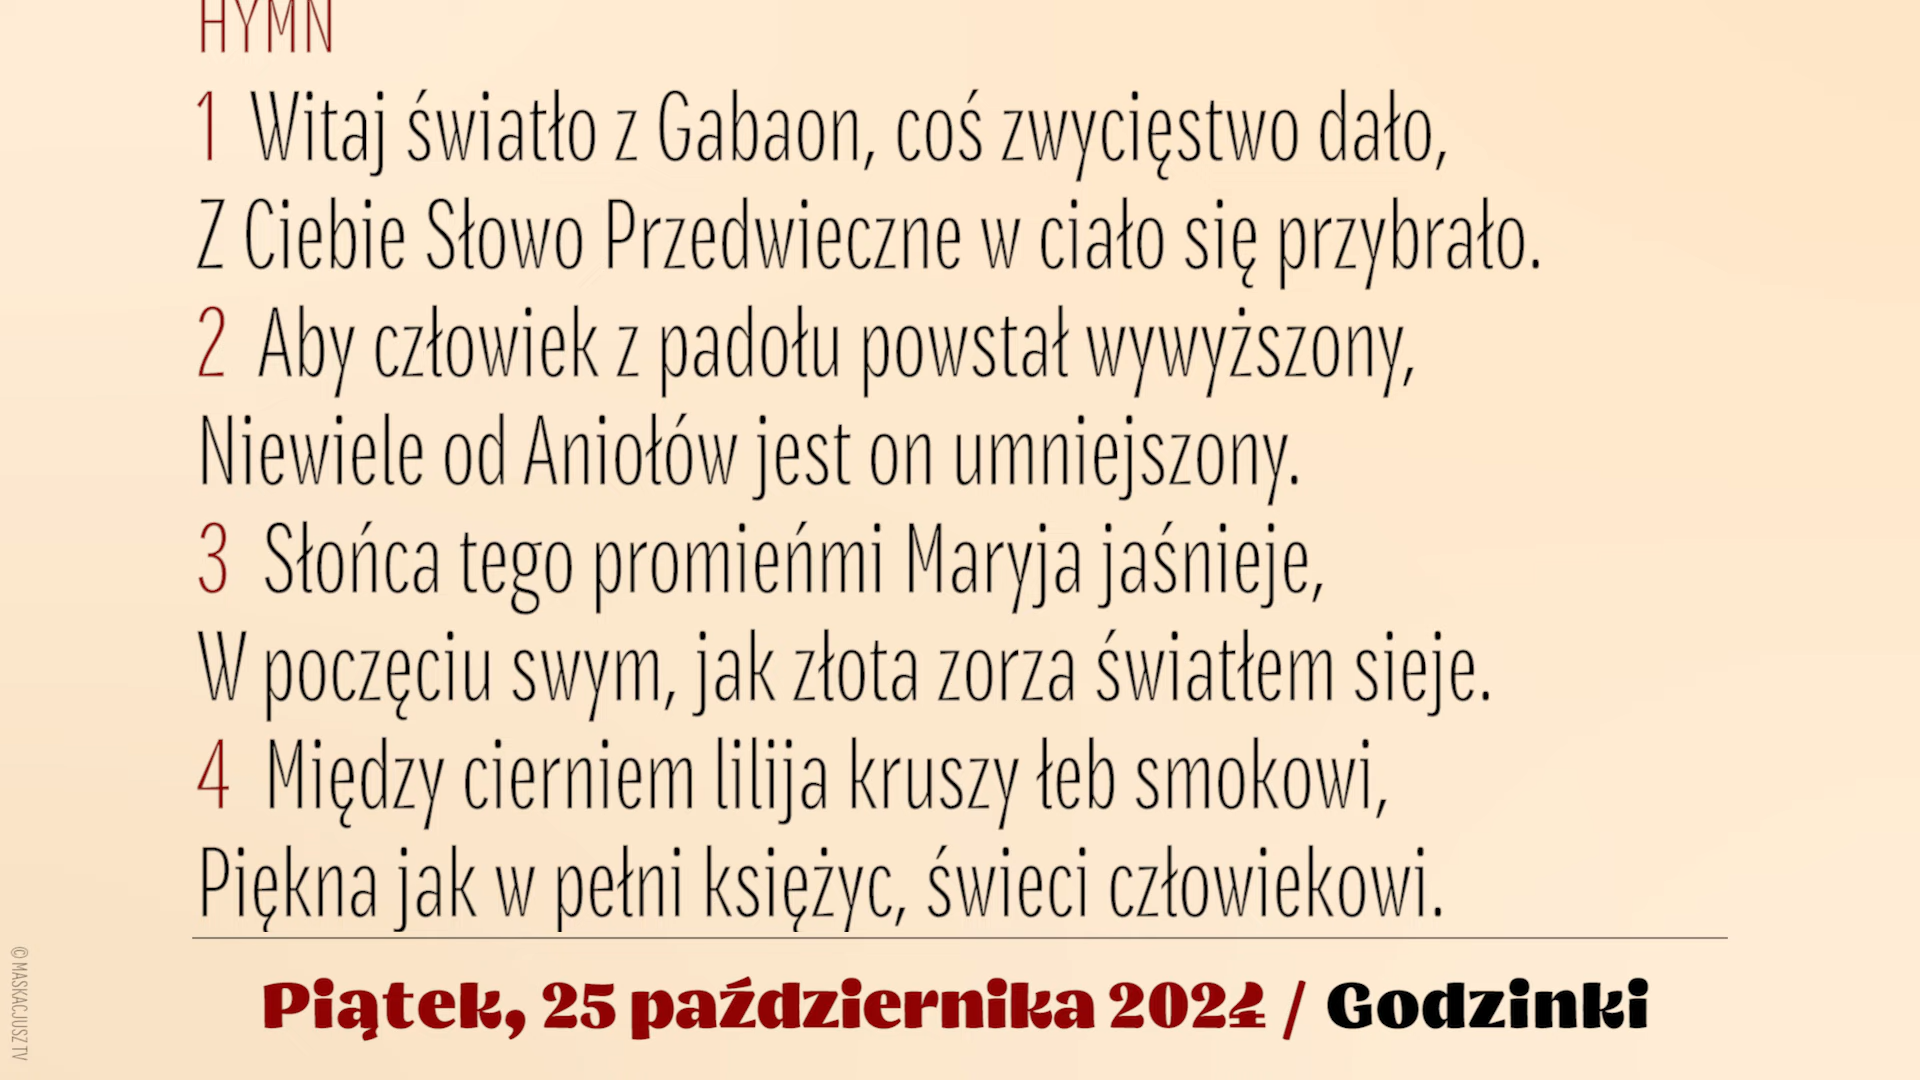 HYMN
1 Witaj światło z Gabaon, coś zwycięstwo dało,
Z Ciebie Słowo Przedwieczne w ciało się przybrało.
2 Aby człowiek z padołu powstał wywyższony,
Niewiele od Aniołów jest on umniejszony.
3 Słońca tego promieńmi Maryja jaśnieje,
W poczęciu swym, jak złota zorza światłem sieje.
4 Między cierniem lilija kruszy łeb smokowi,
Piękna jak w pełni księżyc, świeci człowiekowi.
Piątek, 25 października 2024 / Godzinki
© MASKACJUSZ TV